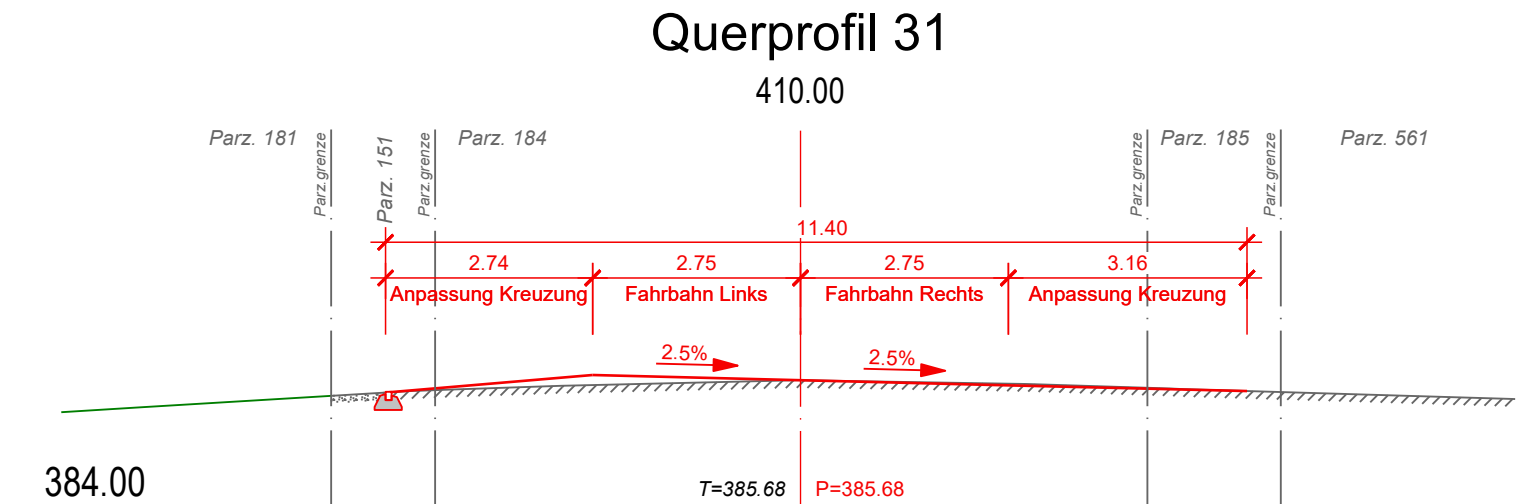 Querprofil 31
410.00
Parz. 181
Parz.grenze
Parz. 151
Parz.grenze
Parz. 184
Parz.grenze
Parz. 185
Parz.grenze
Parz. 561
11.40
2.74
2.75
2.75
3.16
Anpassung Kreuzung
Fahrbahn Links
Fahrbahn Rechts
Anpassung Kreuzung
2.5%
2.5%
384.00
T=385.68
P=385.68